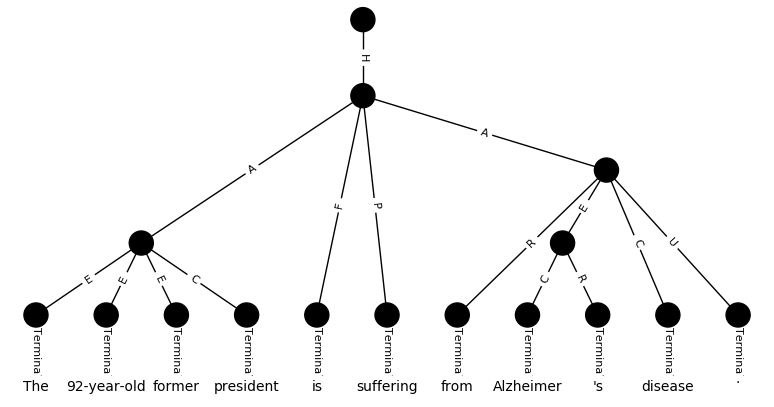 H
A
A
F
P
E
R
E
E
E
C
C
U
C
R
Termina Termina Termina Termina Termina Termina Termina Termina Termina Termina Termina
The 92-year-old former president is suffering from Alzheimer 's disease .